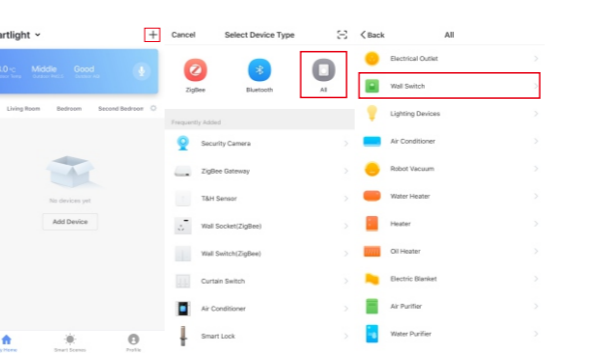 artlight
Middle Good
Living Room Bedroom Second Bedroom
No devices yet
Add Device
Home Smart Scenes Profile
Cancel Select Device Type
ZigBee Bluetooth All
Frequently Added
Security Camera
ZigBee Gateway
T&H Sensor
Wall Socket(ZigBee)
Wall Switch(ZigBee)
Curtain Switch
Air Conditioner
Smart Lock
Back All
Electrical Outlet
Wall Switch
Lighting Devices
Air Conditioner
Robot Vacuum
Water Heater
Heater
Oil Heater
Electric Blanket
Air Purifier
Water Purifier